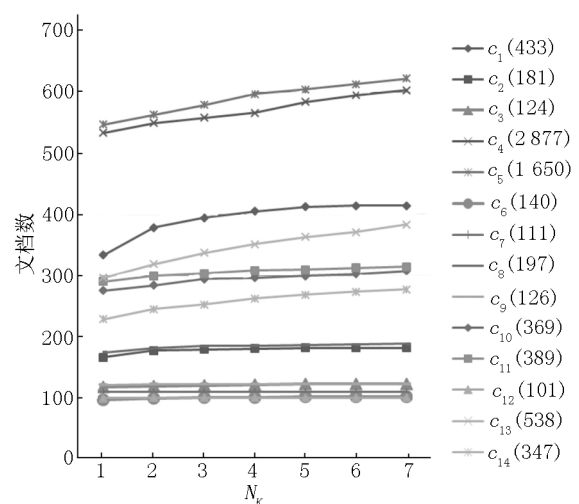 700
600
500
400
300
200
100
0
文档数
1 2 3 4 5 6 7
N_K
c_1(433)
c_2(181)
c_3(124)
c_4(2 877)
c_5(1 650)
c_6(140)
c_7(111)
c_8(197)
c_9(126)
c_10(369)
c_11(389)
c_12(101)
c_13(538)
c_14(347)